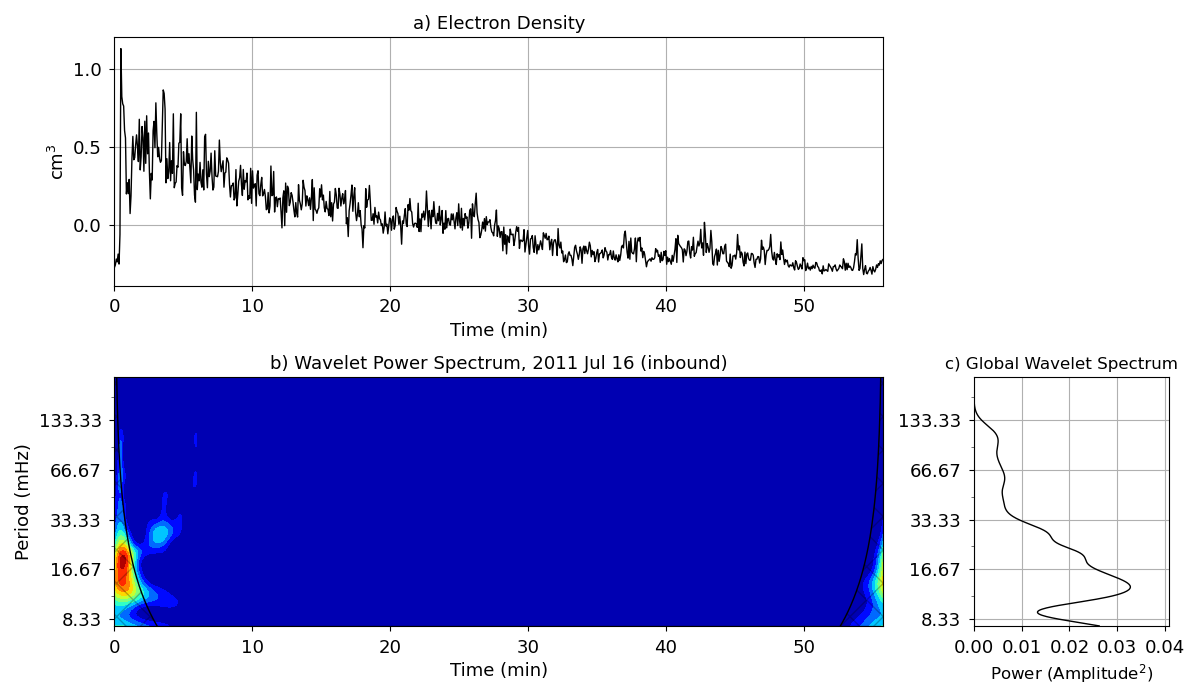 a) Electron Density
cm³
1.0
0.5
0.0
0 10 20 30 40 50
Time (min)
b) Wavelet Power Spectrum, 2011 Jul 16 (inbound)
Period (mHz)
133.33
66.67
33.33
16.67
8.33
0 10 20 30 40 50
Time (min)
c) Global Wavelet Spectrum
133.33
66.67
33.33
16.67
8.33
0.00 0.01 0.02 0.03 0.04
Power (Amplitude²)